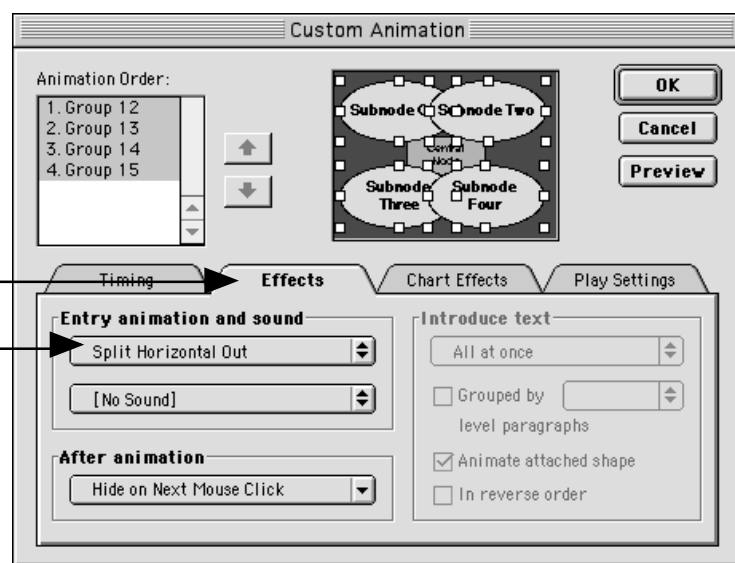 Custom Animation
Animation Order:
1. Group 12
2. Group 13
3. Group 14
4. Group 15
Subnode
Subnode Two
Central
Node
Subnode
Three
Subnode
Four
OK
Cancel
Preview
Timing
Effects
Chart Effects
Play Settings
Entry animation and sound
Split Horizontal Out
[No Sound]
After animation
Hide on Next Mouse Click
Introduce text
All at once
Grouped by
level paragraphs
Animate attached shape
In reverse order